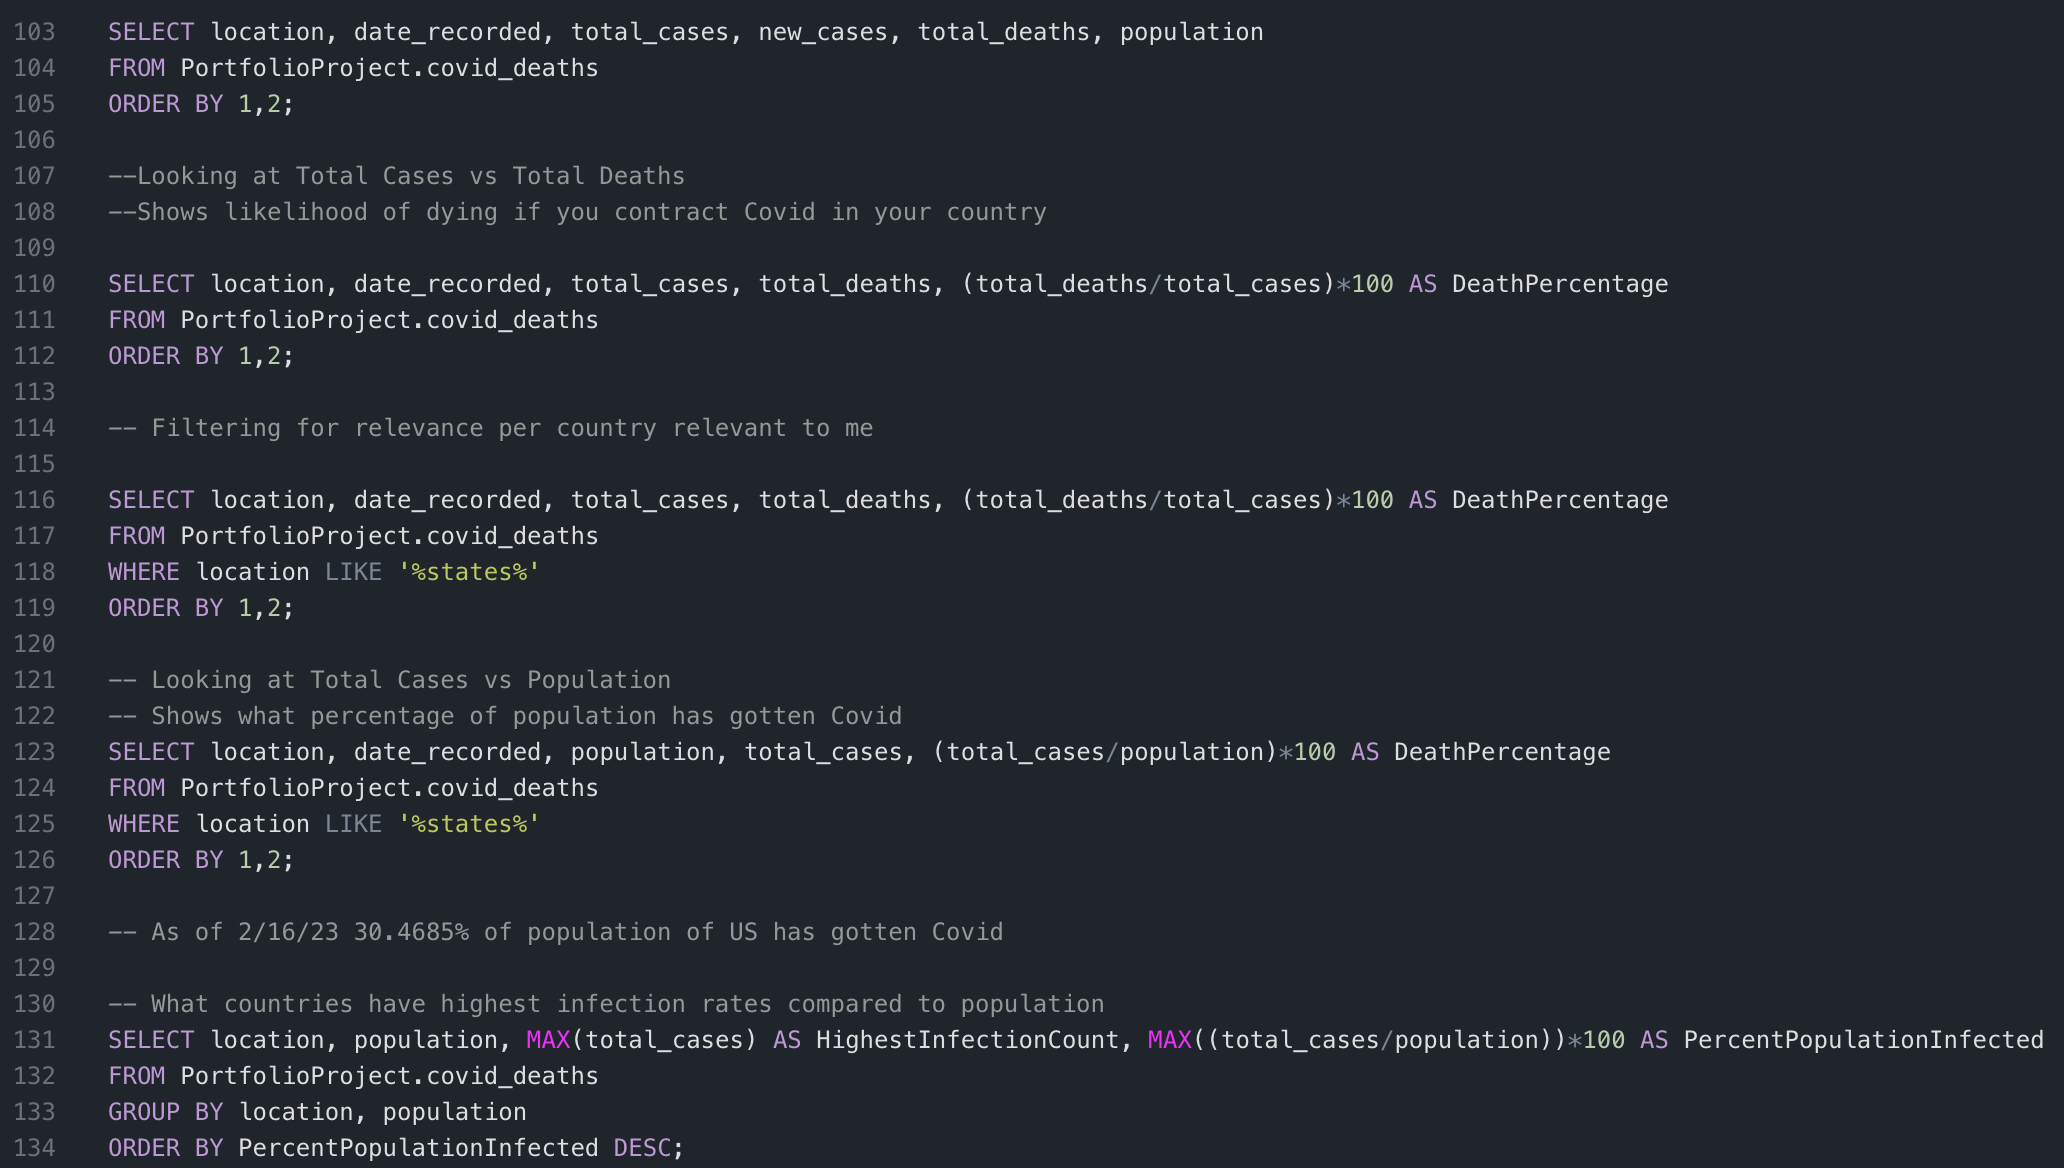 103 SELECT location, date_recorded, total_cases, new_cases, total_deaths, population
104 FROM PortfolioProject.covid_deaths
105 ORDER BY 1,2;
106
107 --Looking at Total Cases vs Total Deaths
108 --Shows likelihood of dying if you contract Covid in your country
109
110 SELECT location, date_recorded, total_cases, total_deaths, (total_deaths/total_cases)*100 AS DeathPercentage
111 FROM PortfolioProject.covid_deaths
112 ORDER BY 1,2;
113
114 -- Filtering for relevance per country relevant to me
115
116 SELECT location, date_recorded, total_cases, total_deaths, (total_deaths/total_cases)*100 AS DeathPercentage
117 FROM PortfolioProject.covid_deaths
118 WHERE location LIKE '%states%'
119 ORDER BY 1,2;
120
121 -- Looking at Total Cases vs Population
122 -- Shows what percentage of population has gotten Covid
123 SELECT location, date_recorded, population, total_cases, (total_cases/population)*100 AS DeathPercentage
124 FROM PortfolioProject.covid_deaths
125 WHERE location LIKE '%states%'
126 ORDER BY 1,2;
127
128 -- As of 2/16/23 30.4685% of population of US has gotten Covid
129
130 -- What countries have highest infection rates compared to population
131 SELECT location, population, MAX(total_cases) AS HighestInfectionCount, MAX((total_cases/population))*100 AS PercentPopulationInfected
132 FROM PortfolioProject.covid_deaths
133 GROUP BY location, population
134 ORDER BY PercentPopulationInfected DESC;